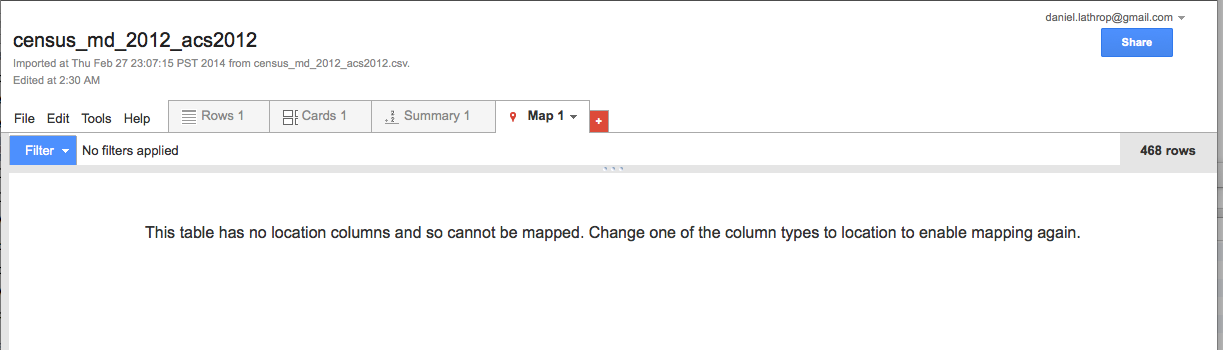 daniel.lathrop@gmail.com
census_md_2012_acs2012
Share
Imported at Thu Feb 27 23:07:15 PST 2014 from census_md_2012_acs2012.csv.
Edited at 2:30 AM
File Edit Tools Help Rows 1 Cards 1 Summary 1 Map 1 +
Filter No filters applied 468 rows
This table has no location columns and so cannot be mapped. Change one of the column types to location to enable mapping again.